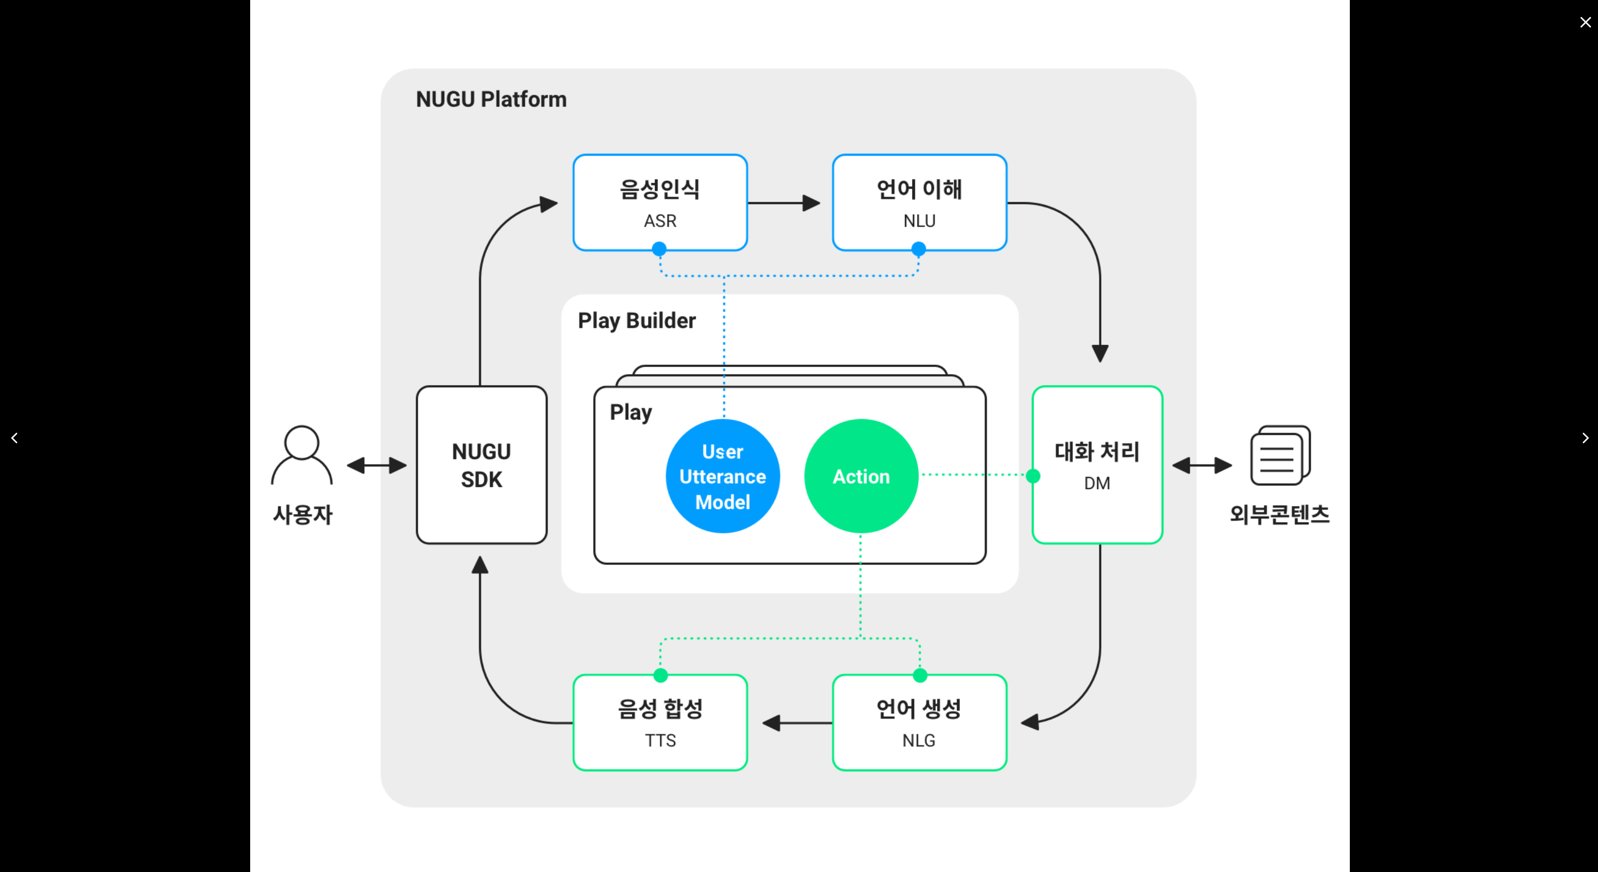 NUGU Platform
음성인식
ASR
언어 이해
NLU
Play Builder
Play
User
Utterance
Model
Action
NUGU
SDK
대화 처리
DM
사용자
외부콘텐츠
음성 합성
TTS
언어 생성
NLG